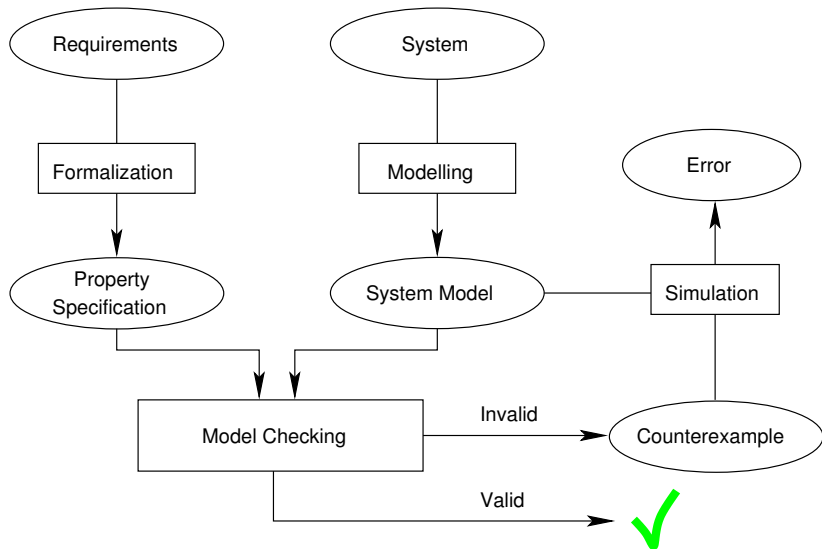 Requirements
System
Formalization
Modelling
Error
Property
Specification
System Model
Simulation
Model Checking
Invalid
Counterexample
Valid